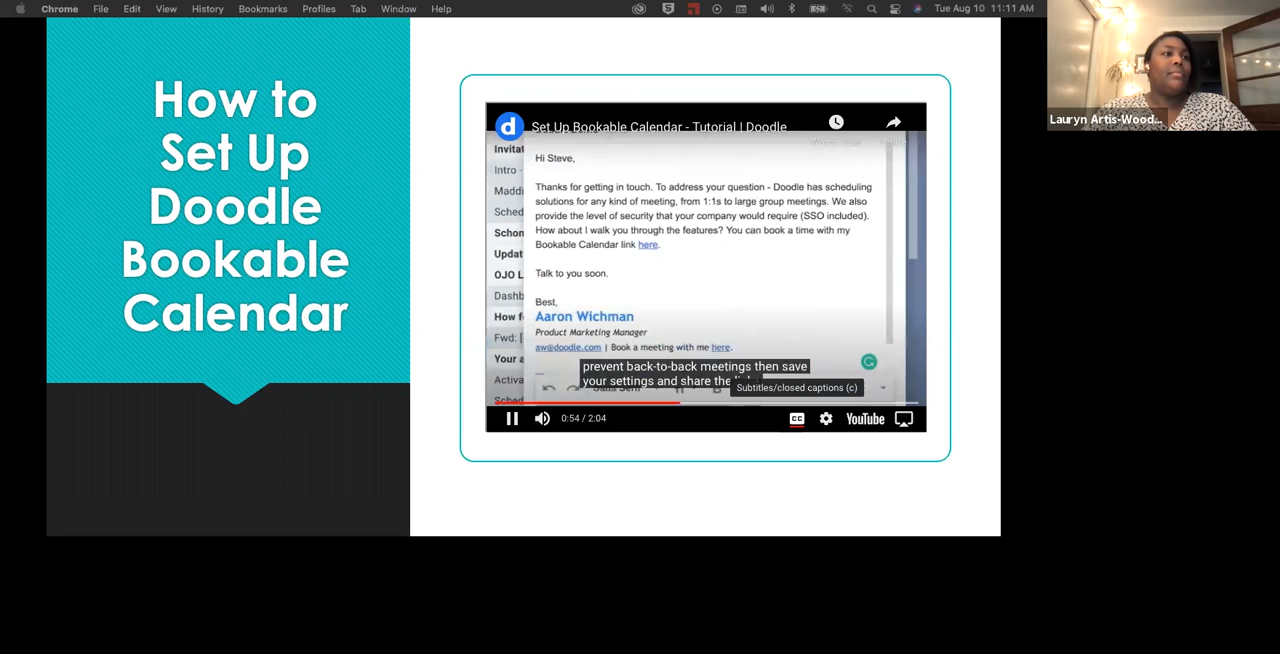 Chrome File Edit View History Bookmarks Profiles Tab Window Help
Tue Aug 10 11:11 AM
How to
Set Up
Doodle
Bookable
Calendar
d
Set Up Bookable Calendar - Tutorial | Doodle
Invitat
Intro -
Maddi
Sched
Schon
Updat
OJO L
Dashb
How f
Fwd: [
Your a
Activa
Sched
Hi Steve,
Thanks for getting in touch. To address your question - Doodle has scheduling
solutions for any kind of meeting, from 1:1s to large group meetings. We also
provide the level of security that your company would require (SSO included).
How about I walk you through the features? You can book a time with my
Bookable Calendar link here.
Talk to you soon.
Best,
Aaron Wichman
Product Marketing Manager
aw@doodle.com | Book a meeting with me here.
prevent back-to-back meetings then save
your settings and share the
Subtitles/closed captions (c)
0:54 / 2:04
CC
YouTube
Lauryn Artis-Wood...